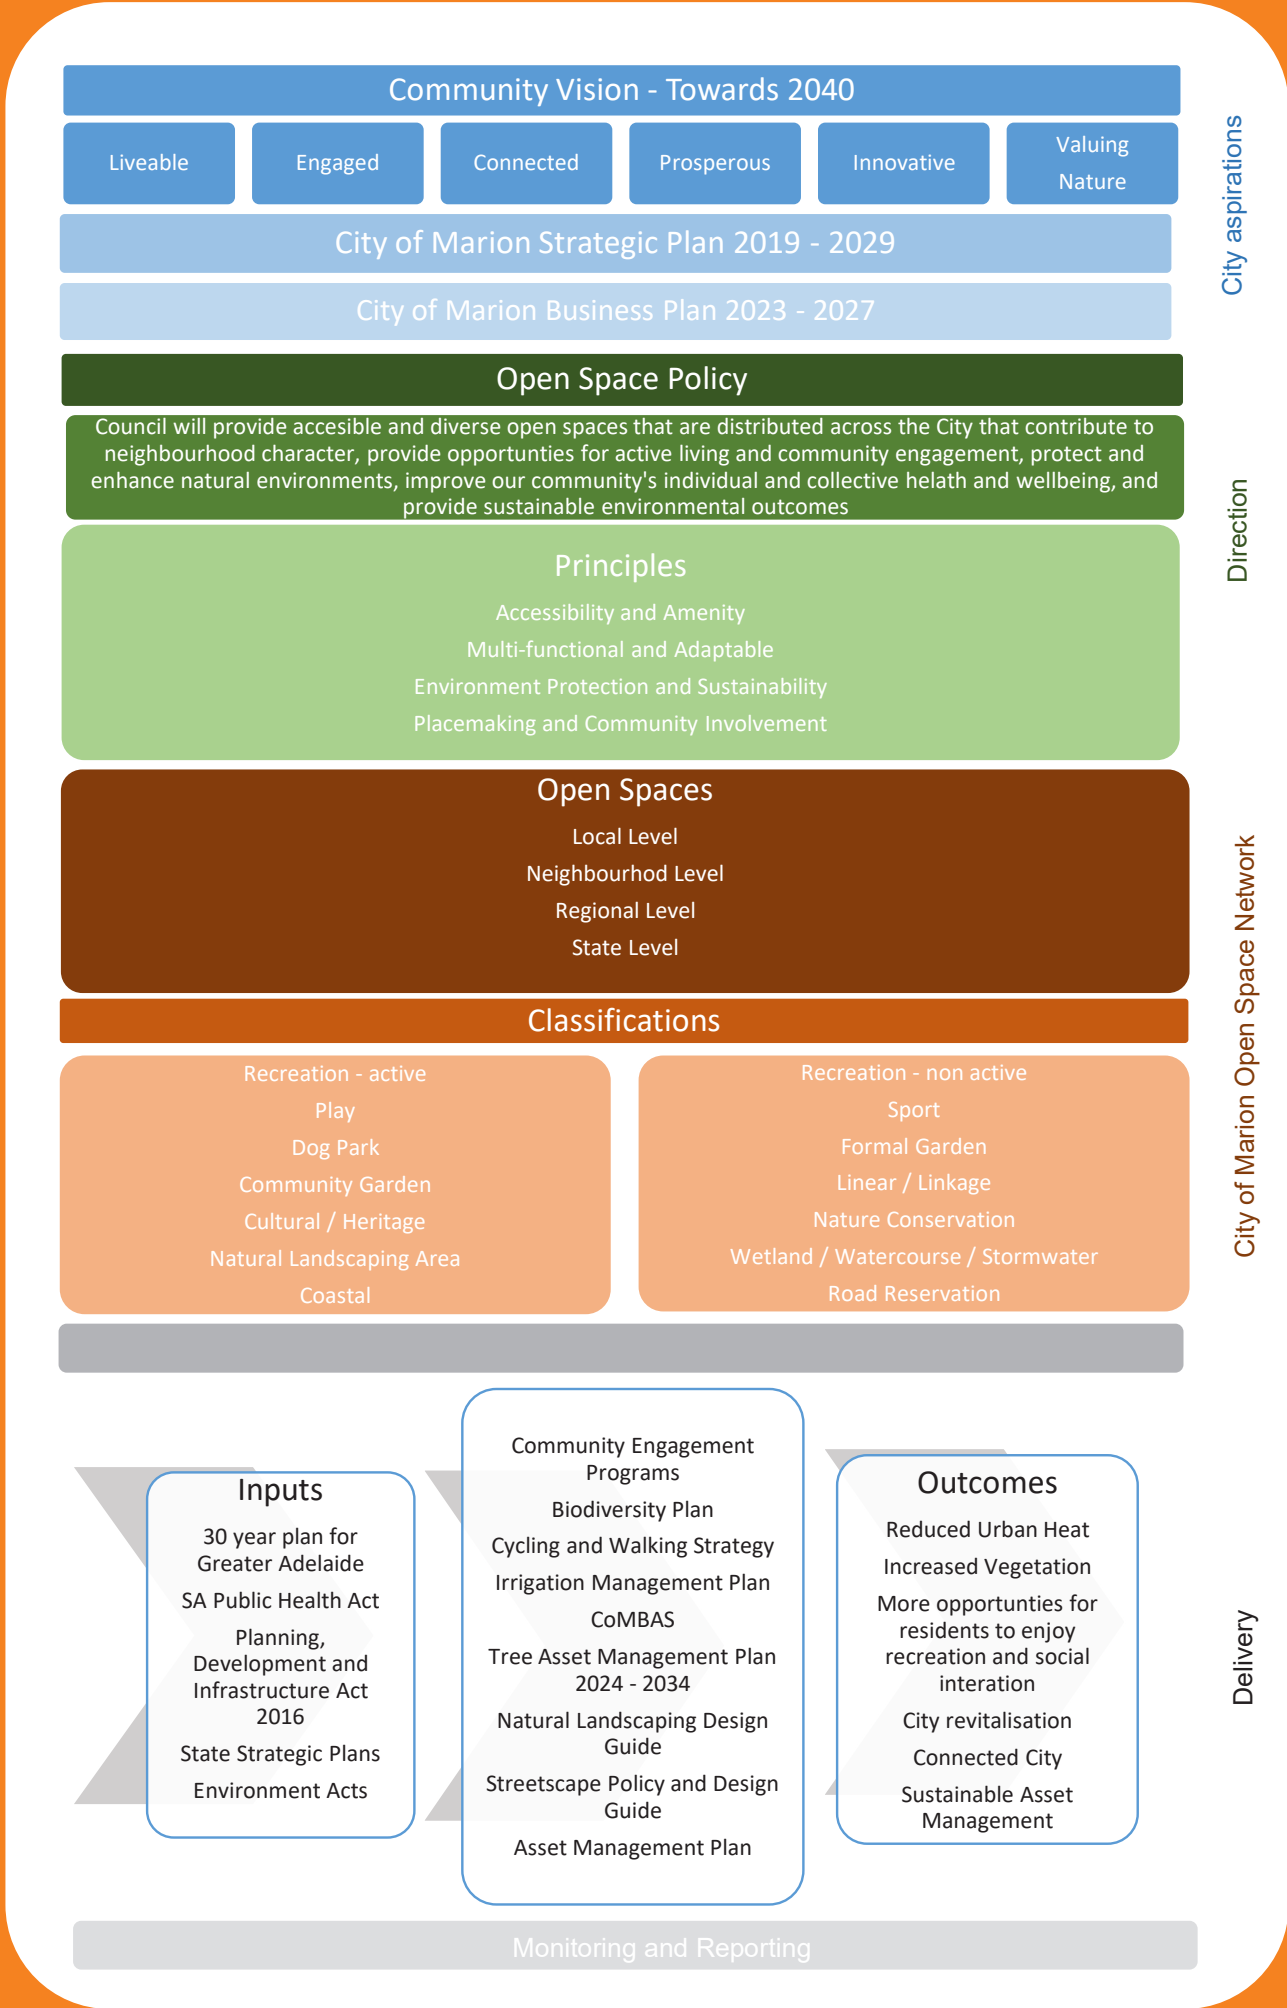 Community Vision - Towards 2040
Liveable
Engaged
Connected
Prosperous
Innovative
Valuing
Nature
City of Marion Strategic Plan 2019 - 2029
City of Marion Business Plan 2023 - 2027
City aspirations
Open Space Policy
Council will provide accesible and diverse open spaces that are distributed across the City that contribute to
neighbourhood character, provide opportunties for active living and community engagement, protect and
enhance natural environments, improve our community's individual and collective helath and wellbeing, and
provide sustainable environmental outcomes
Principles
Accessibility and Amenity
Multi-functional and Adaptable
Environment Protection and Sustainability
Placemaking and Community Involvement
Direction
Open Spaces
Local Level
Neighbourhod Level
Regional Level
State Level
Classifications
Recreation - active
Play
Dog Park
Community Garden
Cultural / Heritage
Natural Landscaping Area
Coastal
Recreation - non active
Sport
Formal Garden
Linear / Linkage
Nature Conservation
Wetland / Watercourse / Stormwater
Road Reservation
City of Marion Open Space Network
Inputs
30 year plan for
Greater Adelaide
SA Public Health Act
Planning,
Development and
Infrastructure Act
2016
State Strategic Plans
Environment Acts
Community Engagement
Programs
Biodiversity Plan
Cycling and Walking Strategy
Irrigation Management Plan
CoMBAS
Tree Asset Management Plan
2024 - 2034
Natural Landscaping Design
Guide
Streetscape Policy and Design
Guide
Asset Management Plan
Outcomes
Reduced Urban Heat
Increased Vegetation
More opportunties for
residents to enjoy
recreation and social
interation
City revitalisation
Connected City
Sustainable Asset
Management
Delivery
Monitoring and Reporting